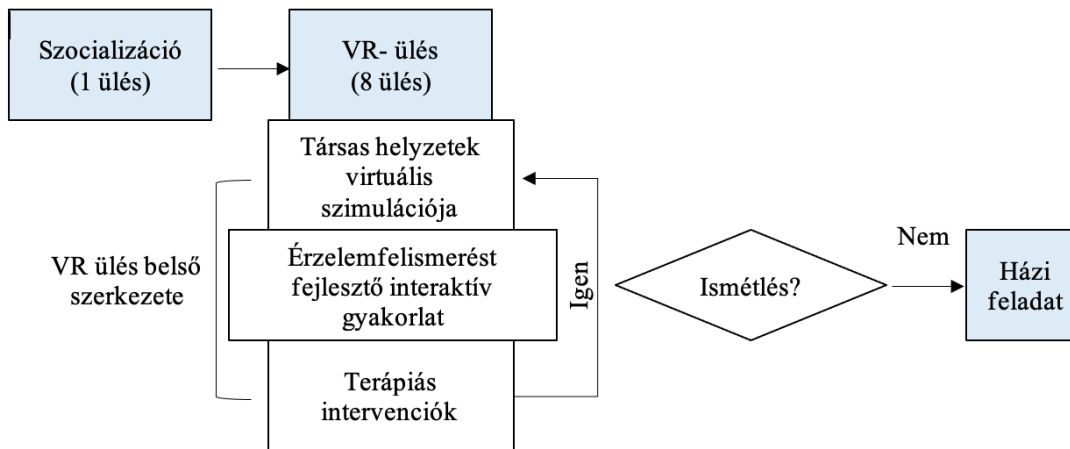 Szocializáció
(1 ülés)
VR- ülés
(8 ülés)
Társas helyzetek
virtuális
szimulációja
VR ülés belső
szerkezete
Érzelemfelismerést
fejlesztő interaktív
gyakorlat
Terápiás
intervenciók
Igen
Ismétlés?
Nem
Házi
feladat